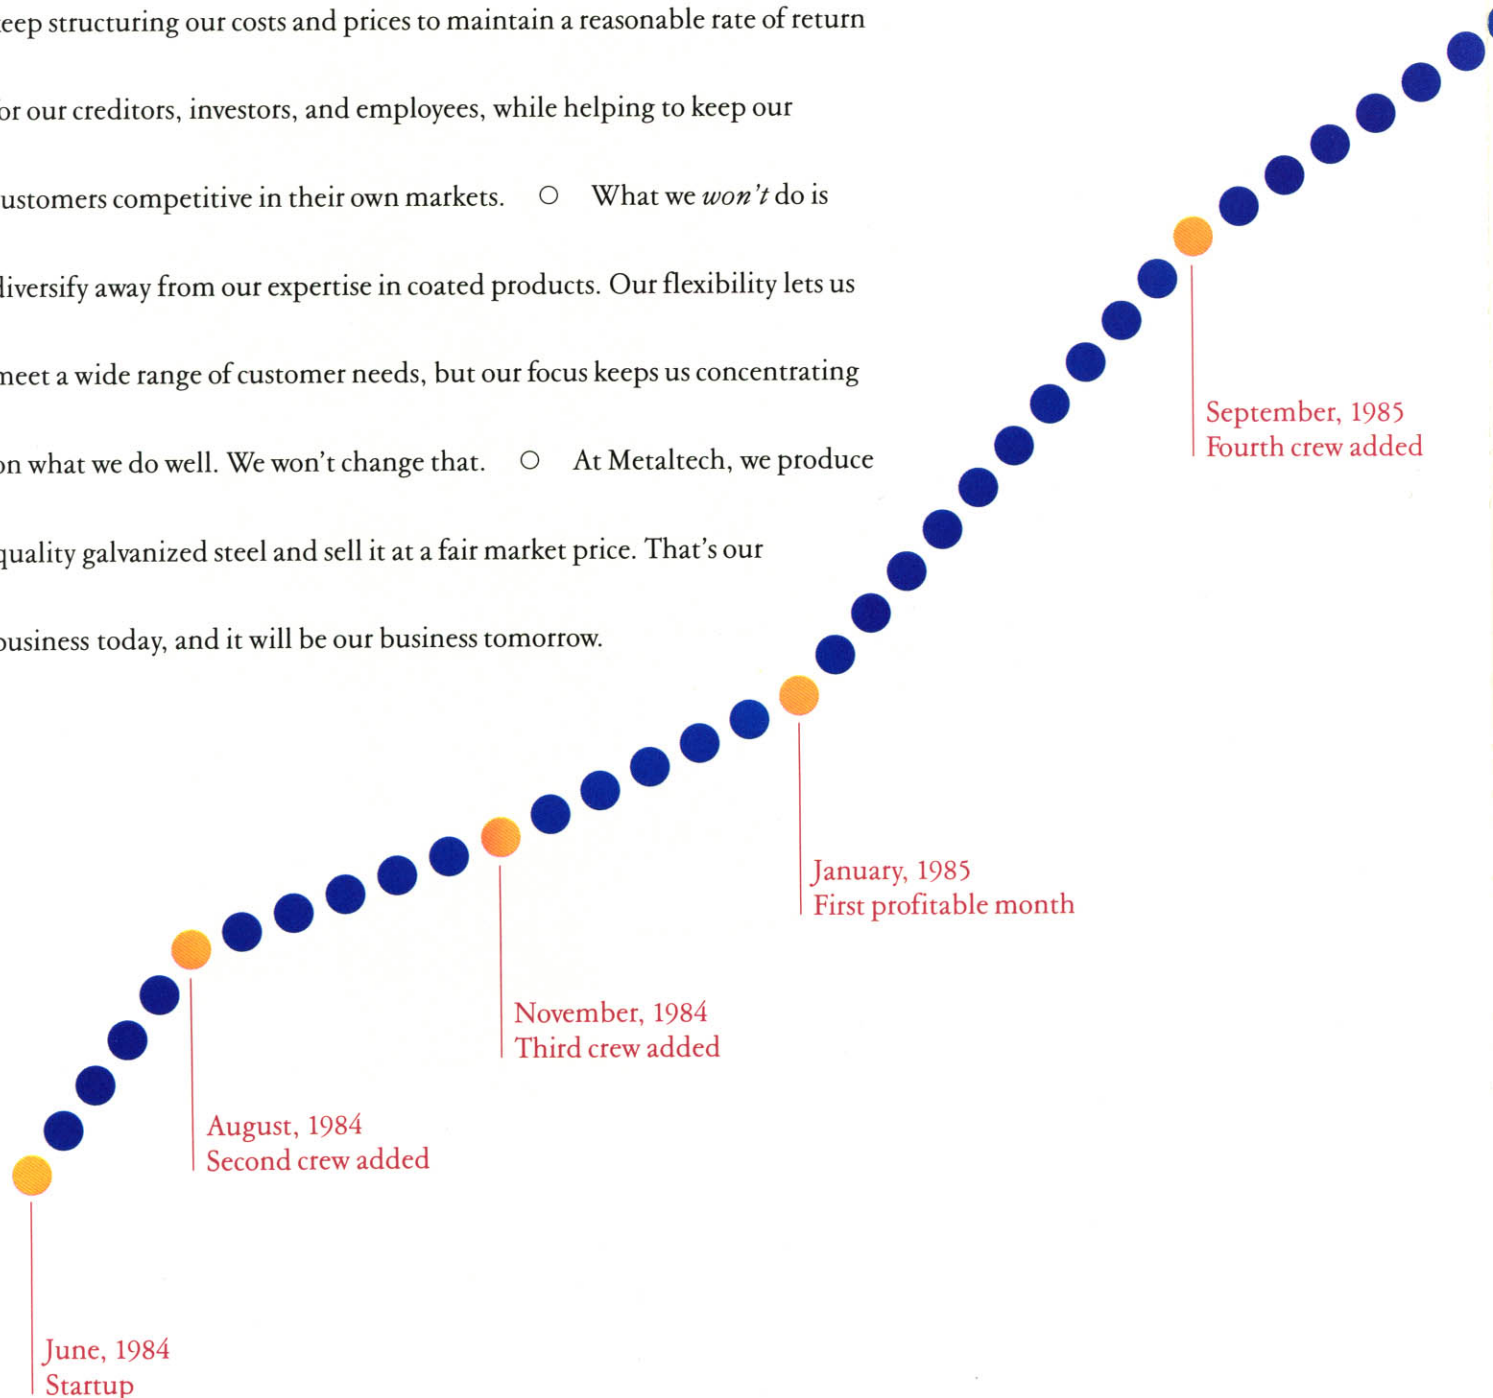 eep structuring our costs and prices to maintain a reasonable rate of return
or our creditors, investors, and employees, while helping to keep our
ustomers competitive in their own markets. ○ What we won't do is
diversify away from our expertise in coated products. Our flexibility lets us
meet a wide range of customer needs, but our focus keeps us concentrating
on what we do well. We won't change that. ○ At Metaltech, we produce
quality galvanized steel and sell it at a fair market price. That's our
business today, and it will be our business tomorrow.
September, 1985
Fourth crew added
January, 1985
First profitable month
November, 1984
Third crew added
August, 1984
Second crew added
June, 1984
Startup